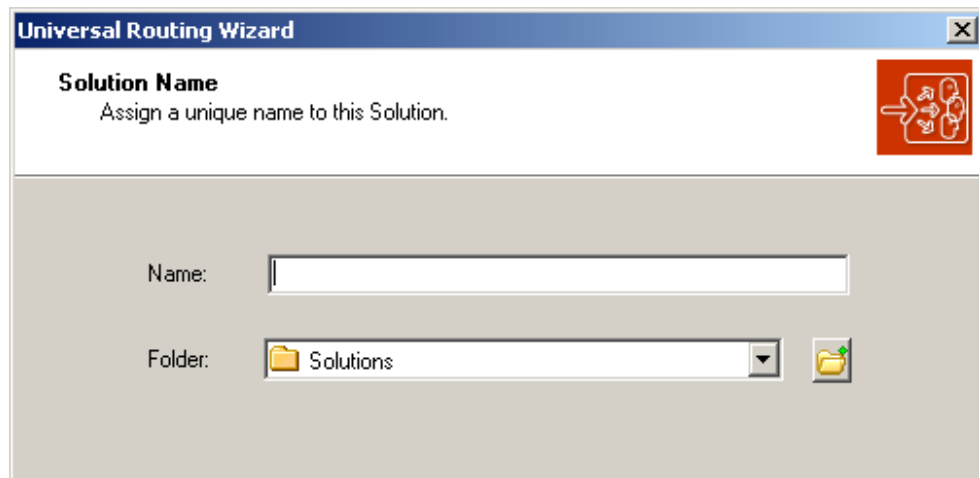 Universal Routing Wizard
Solution Name
Assign a unique name to this Solution.
Name:
Folder: Solutions